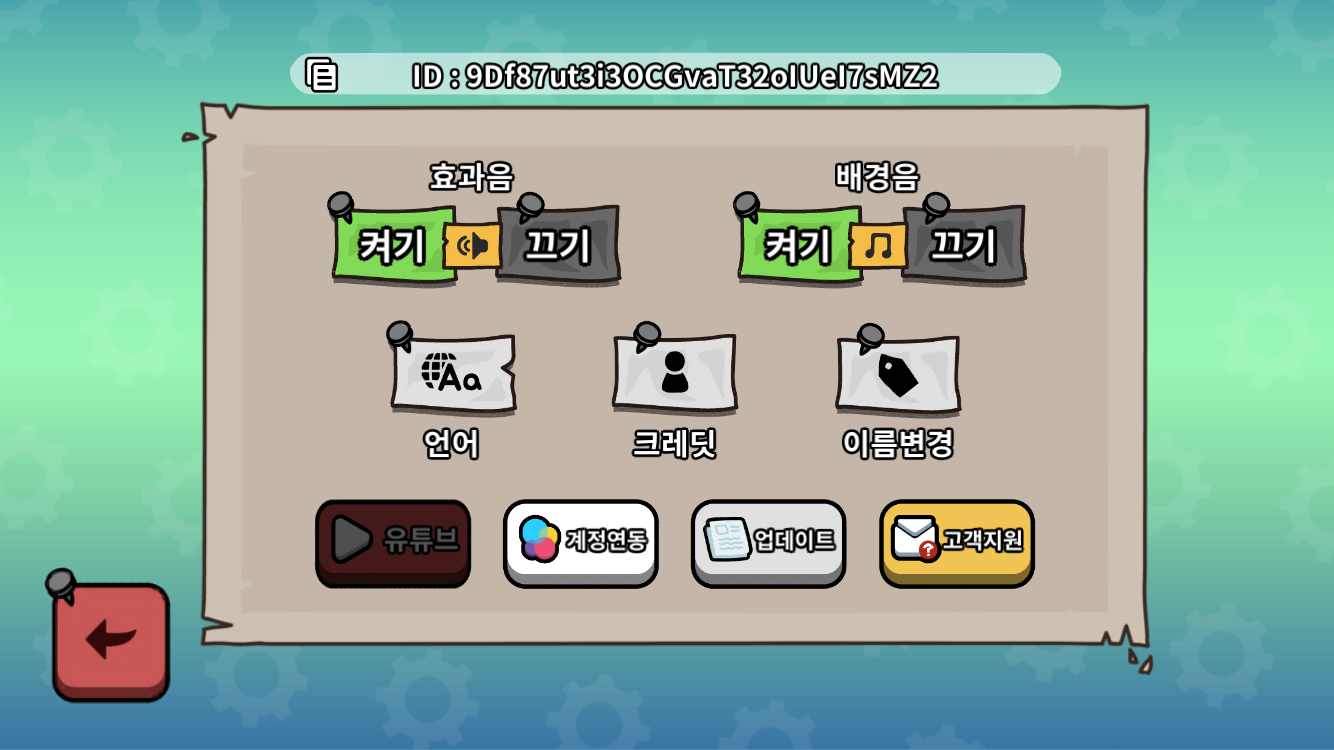 ID : 9Df87ut3i3OCGvaT32oIUeI7sMZ2
효과음 배경음
켜기 끄기 켜기 끄기
Aa
언어 크레딧 이름변경
유튜브 계정연동 업데이트 고객지원